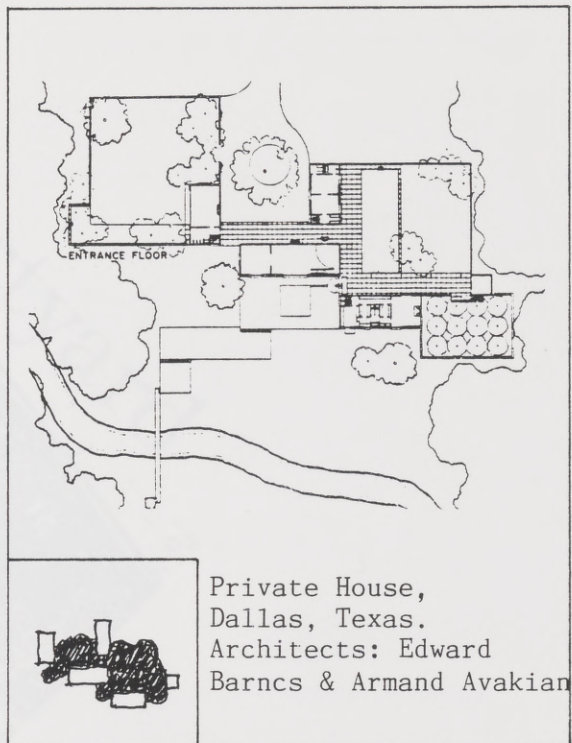 ENTRANCE FLOOR
Private House,
Dallas, Texas.
Architects: Edward
Barncs & Armand Avakian